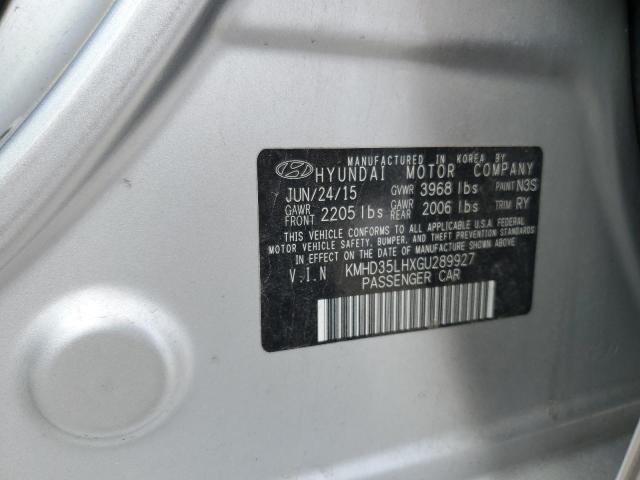 MANUFACTURED IN KOREA BY
HYUNDAI MOTOR COMPANY
JUN/24/15 GVWR 3968 lbs PAINT N3S
GAWR FRONT 2205 lbs GAWR REAR 2006 lbs TRIM RY
THIS VEHICLE CONFORMS TO ALL APPLICABLE U.S.A. FEDERAL
MOTOR VEHICLE SAFETY, BUMPER, AND THEFT PREVENTION STANDARDS
IN EFFECT ON THE DATE OF MANUFACTURE SHOWN ABOVE.
V.I.N KMHD35LHXGU289927
PASSENGER CAR